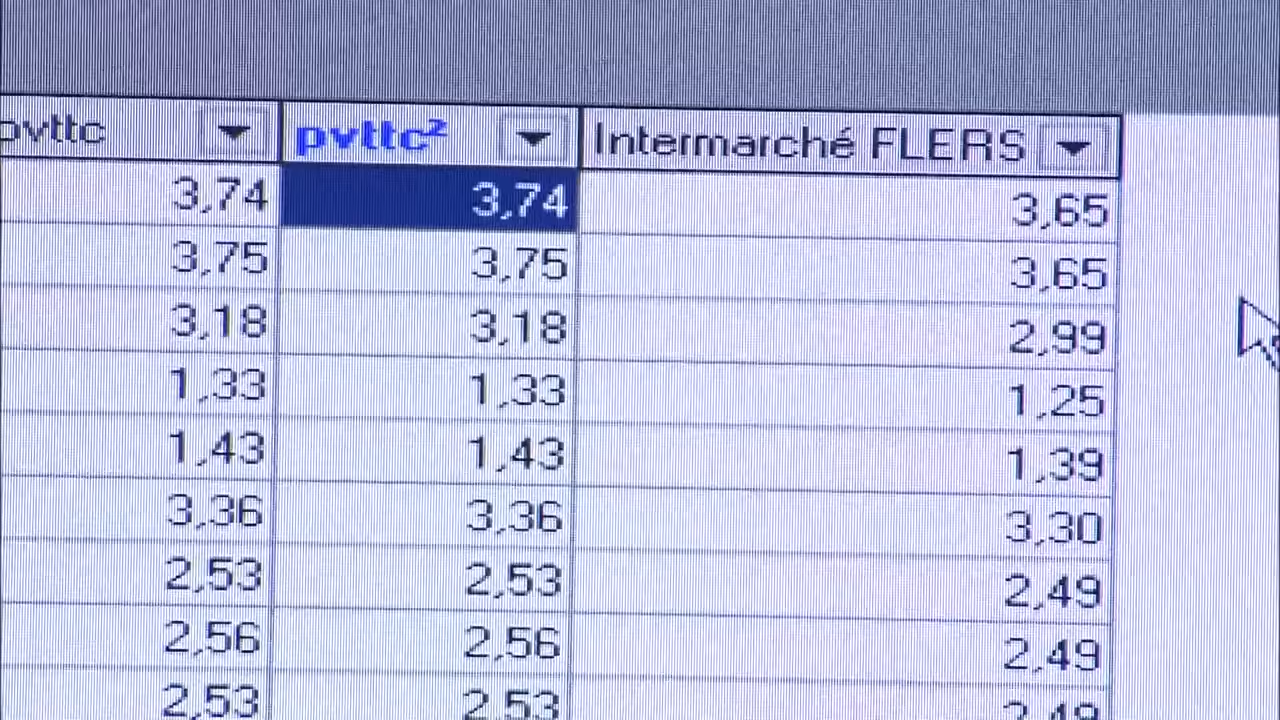 pvttc pvttc² Intermarché FLERS
3,74 3,74 3,65
3,75 3,75 3,65
3,18 3,18 2,99
1,33 1,33 1,25
1,43 1,43 1,39
3,36 3,36 3,30
2,53 2,53 2,49
2,56 2,56 2,49
2,53 2,53 2,49